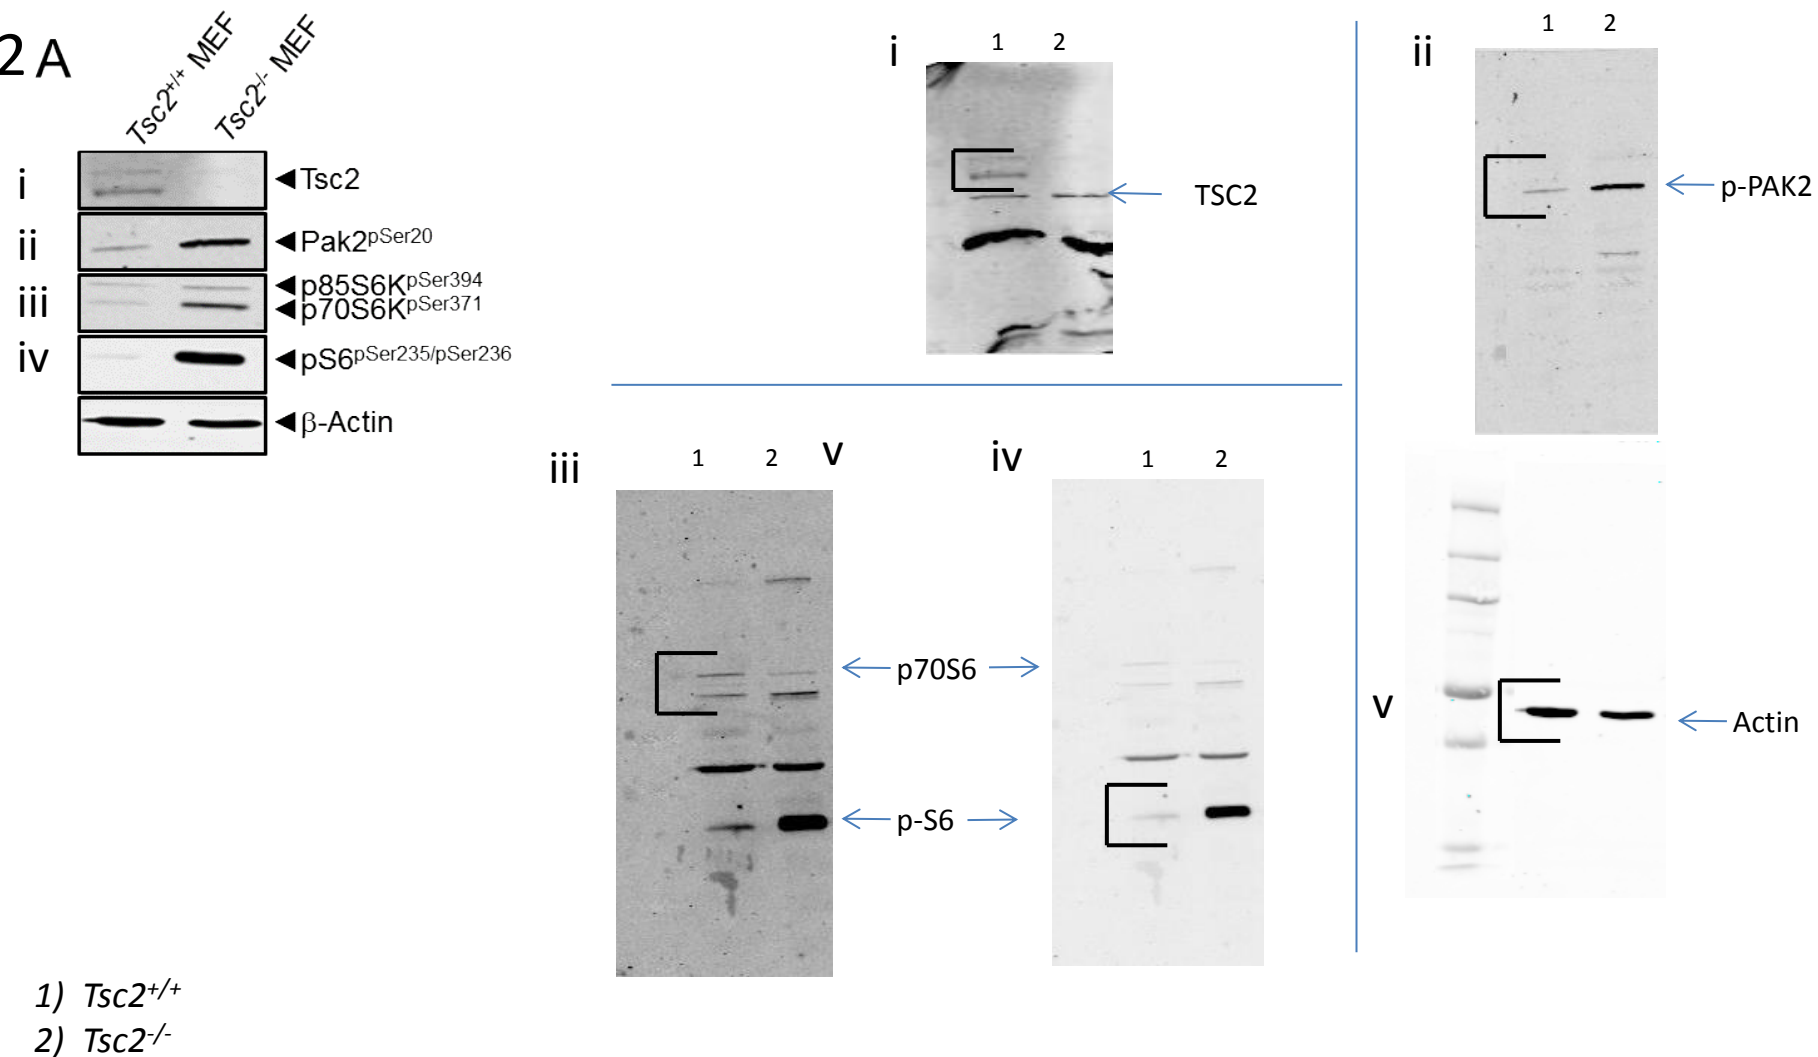 2 A
Tsc2+/+ MEF
Tsc2-/- MEF
i
Tsc2
ii
Pak2pSer20
iii
p85S6KpSer394
p70S6KpSer371
iv
pS6pSer235/pSer236
β-Actin
i
1 2
TSC2
ii
1 2
p-PAK2
iii
1 2
v
iv
1 2
p70S6
p-S6
v
Actin
1) Tsc2+/+
2) Tsc2-/-